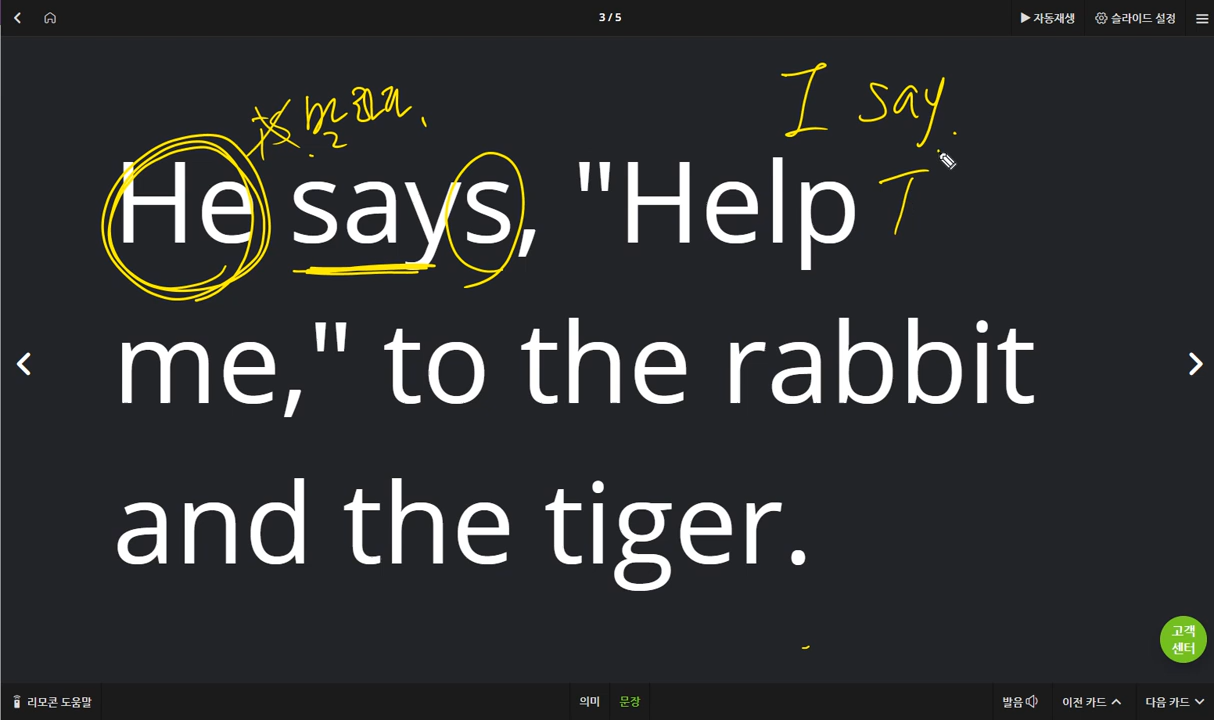 3 / 5
자동재생
슬라이드 설정
I say.
He says, "Help T
me," to the rabbit
and the tiger.
고객
센터
리모콘 도움말
의미
문장
발음
이전 카드
다음 카드